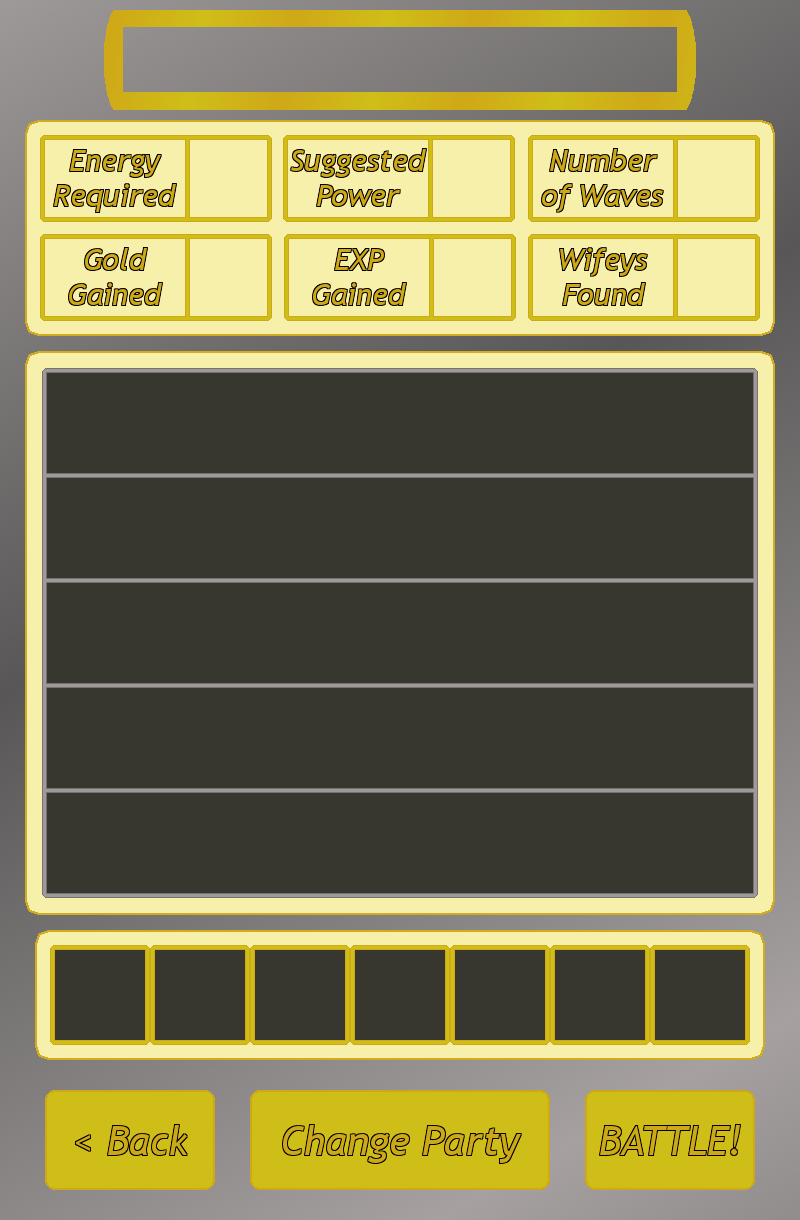 Energy
Required
Suggested
Power
Number
of Waves
Gold
Gained
EXP
Gained
Wifeys
Found
< Back
Change Party
BATTLE!